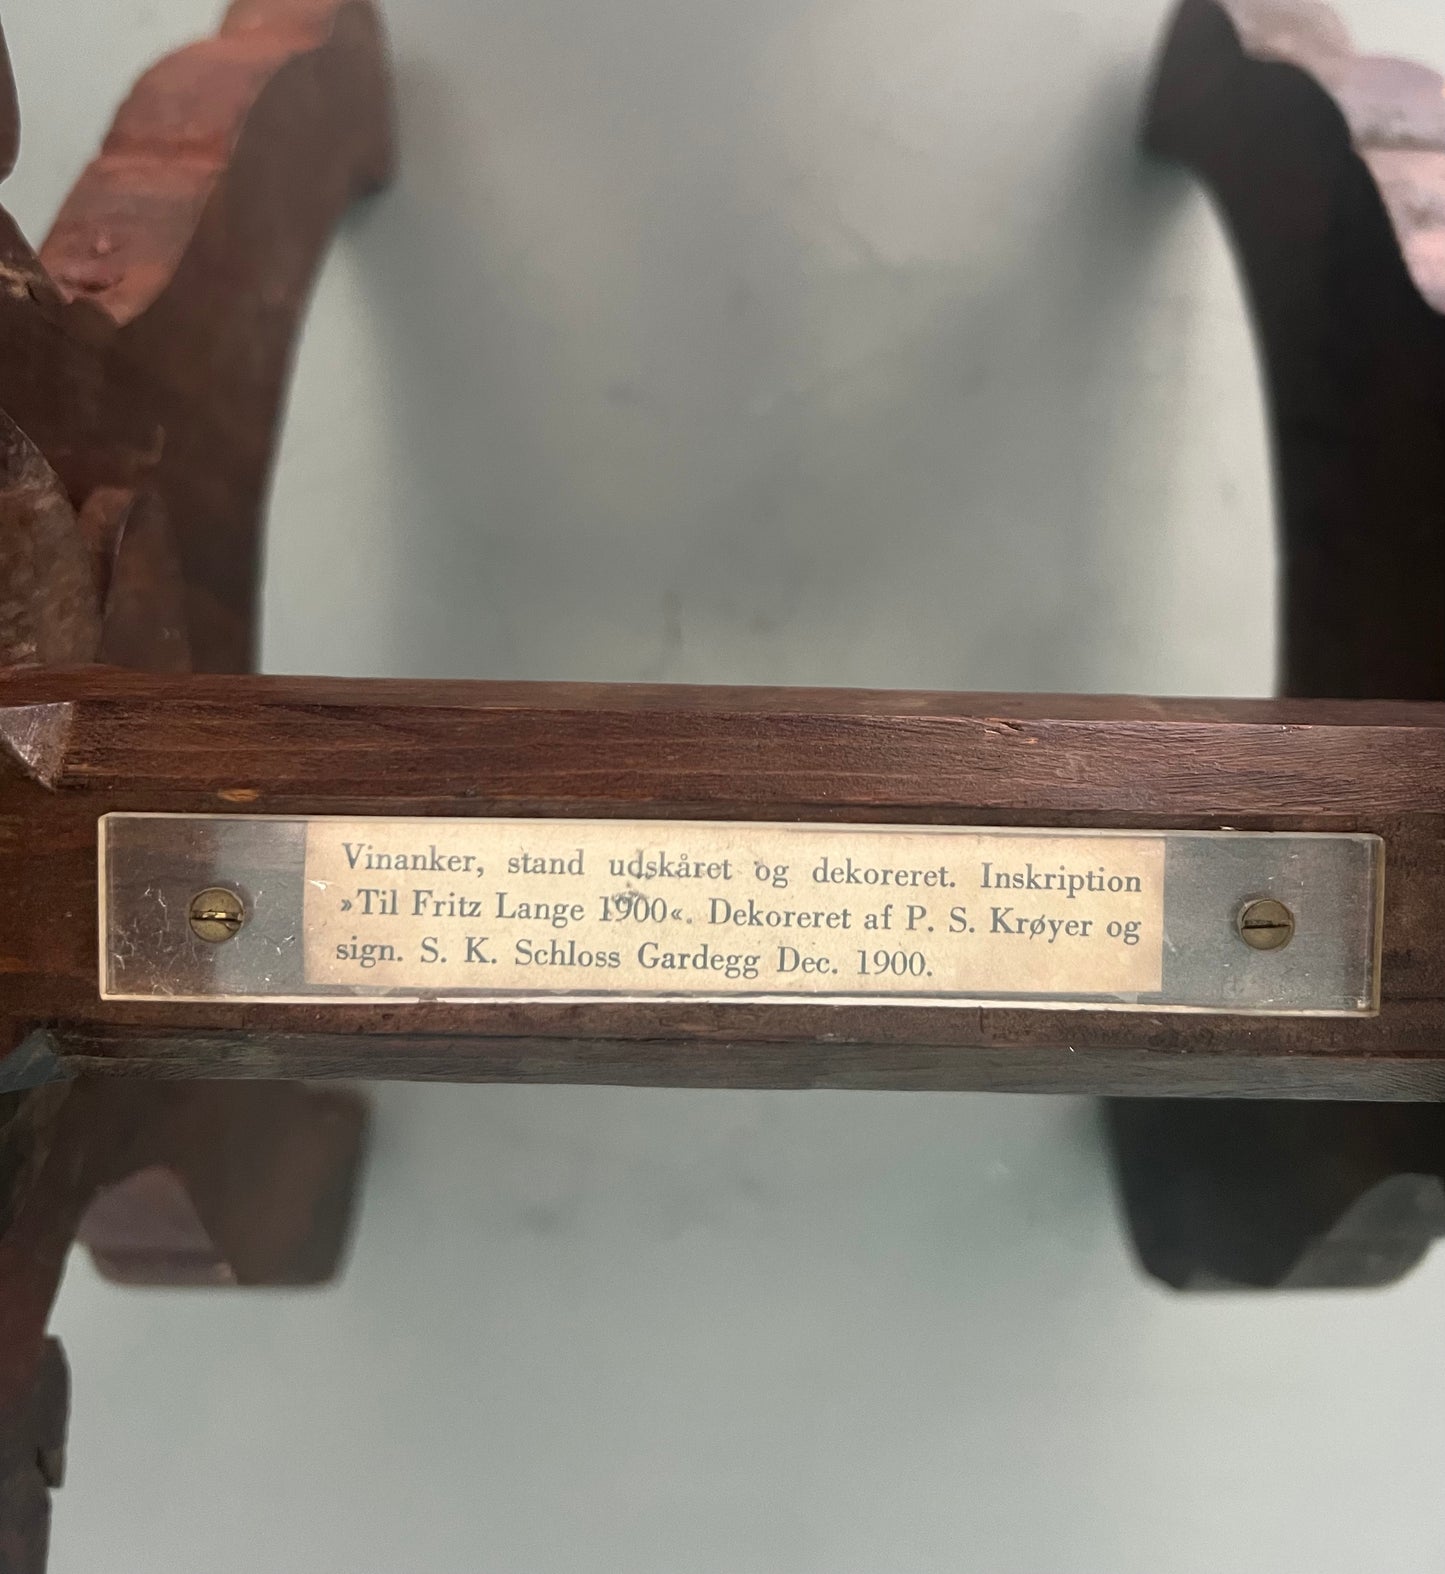 Vinanker, stand udskåret og dekoreret. Inskription
»Til Fritz Lange 1900«. Dekoreret af P. S. Krøyer og
sign. S. K. Schloss Gardegg Dec. 1900.